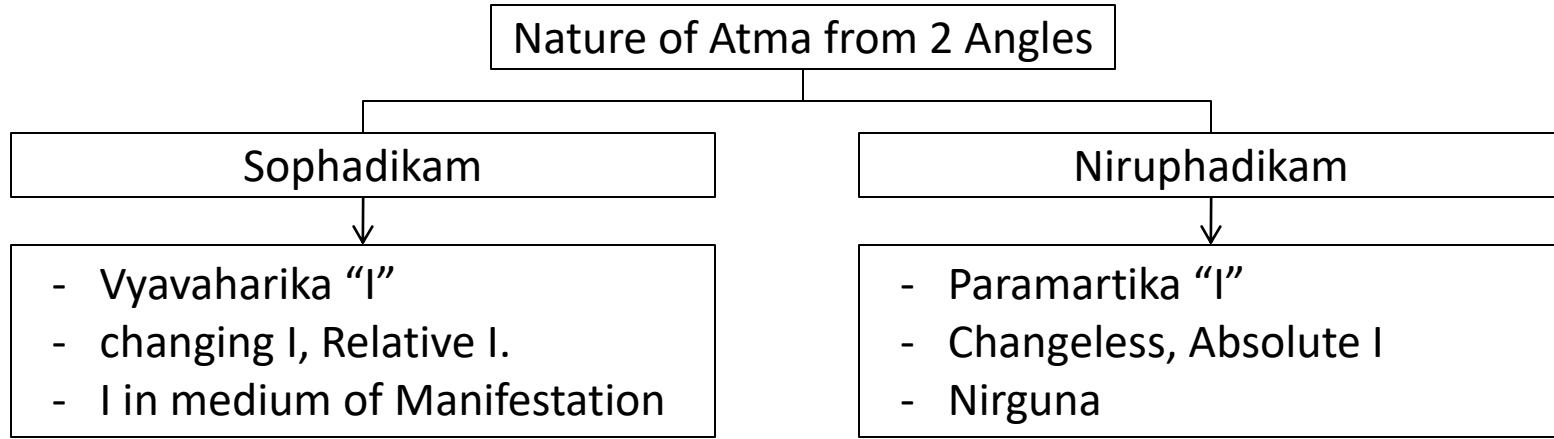 Nature of Atma from 2 Angles
Sophadikam
- Vyavaharika “I”
- changing I, Relative I.
- I in medium of Manifestation
Niruphadikam
- Paramartika “I”
- Changeless, Absolute I
- Nirguna